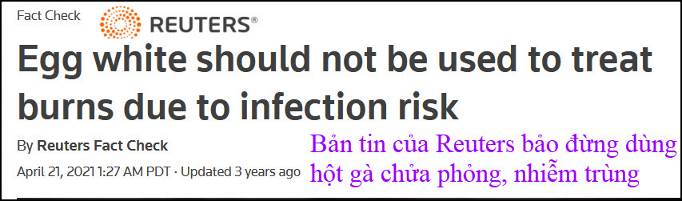 Fact Check
REUTERS®
Egg white should not be used to treat
burns due to infection risk
By Reuters Fact Check
April 21, 2021 1:27 AM PDT · Updated 3 years ago
Bản tin của Reuters bảo đừng dùng
hột gà chửa phỏng, nhiễm trùng